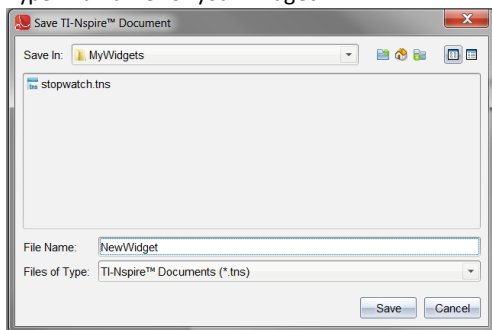 Save TI-Nspire™ Document
Save In: MyWidgets
stopwatch.tns
File Name: NewWidget
Files of Type: TI-Nspire™ Documents (*.tns)
Save Cancel